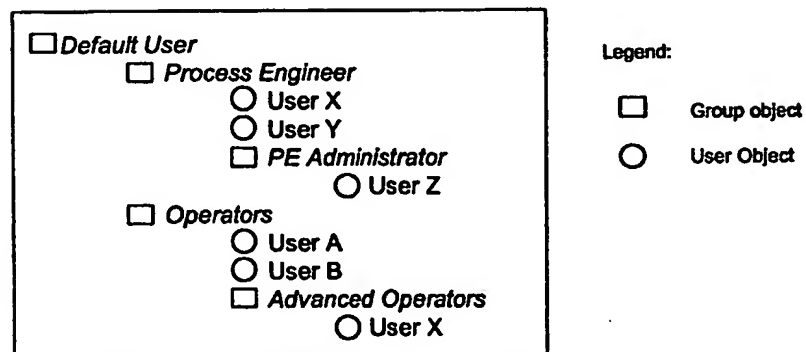 Default User
Process Engineer
User X
User Y
PE Administrator
User Z
Operators
User A
User B
Advanced Operators
User X
Legend:
Group object
User Object